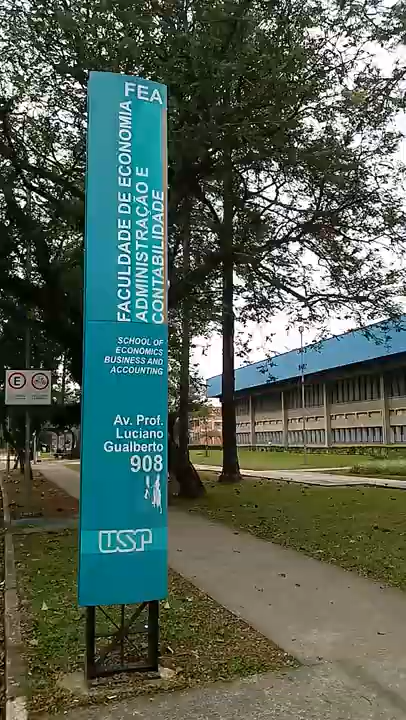 FEA
FACULDADE DE ECONOMIA
ADMINISTRAÇÃO E
CONTABILIDADE
SCHOOL OF
ECONOMICS
BUSINESS AND
ACCOUNTING
Av. Prof.
Luciano
Gualberto
908
USP
E